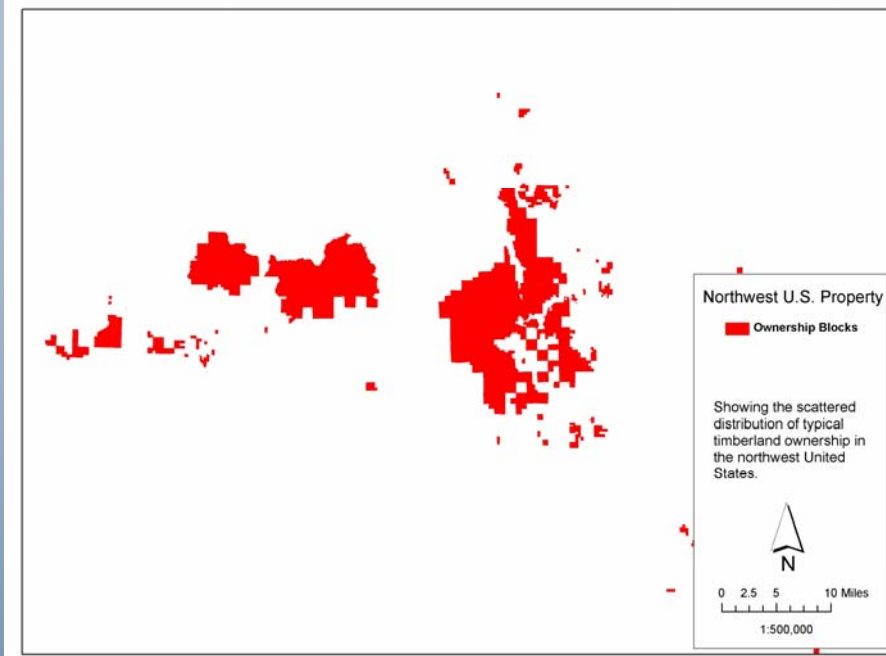 Northwest U.S. Property
Ownership Blocks
Showing the scattered
distribution of typical
timberland ownership in
the northwest United
States.
N
0 2.5 5 10 Miles
1:500,000